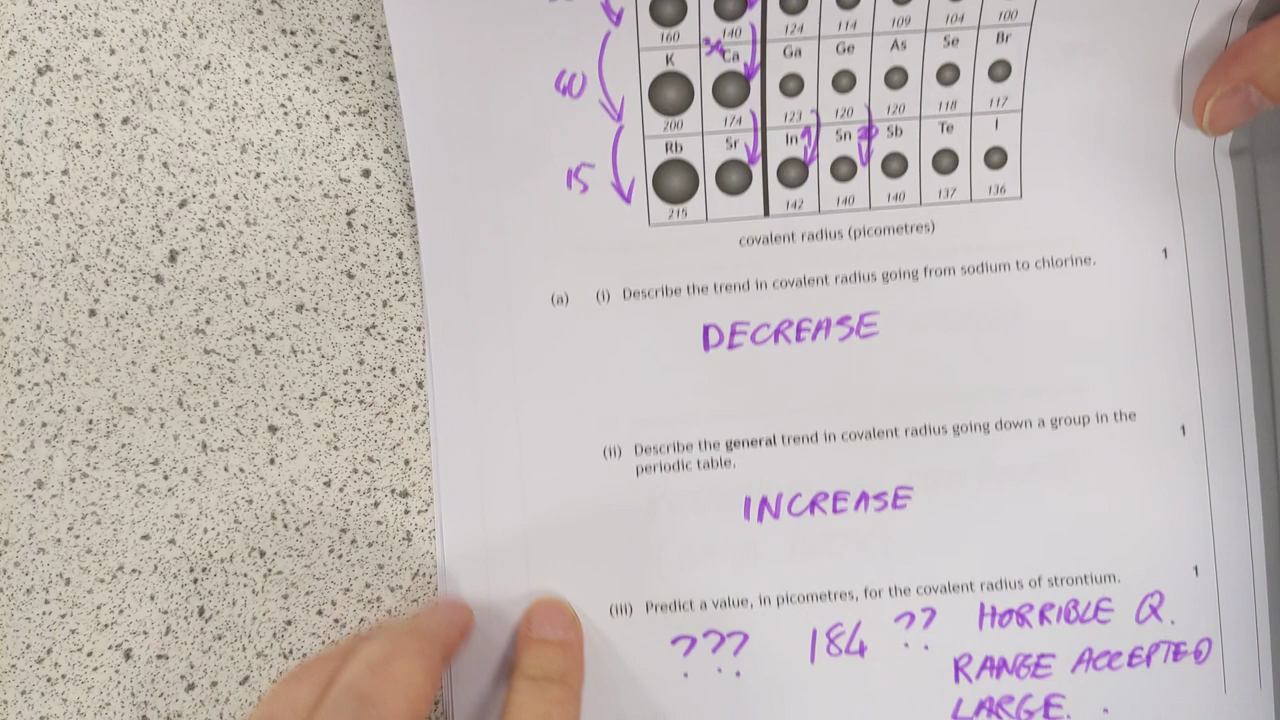 160 140 124 114 109 104 100
K Ca Ga Ge As Se Br
40
200 174 123 120 120 118 117
Rb Sr In Sn Sb Te I
15
215 142 140 140 137 136
covalent radius (picometres)
(a) (i) Describe the trend in covalent radius going from sodium to chlorine. 1
DECREASE
(ii) Describe the general trend in covalent radius going down a group in the 1
periodic table.
INCREASE
(iii) Predict a value, in picometres, for the covalent radius of strontium. 1
??? 184 ?? HORRIBLE Q.
RANGE ACCEPTED
LARGE.